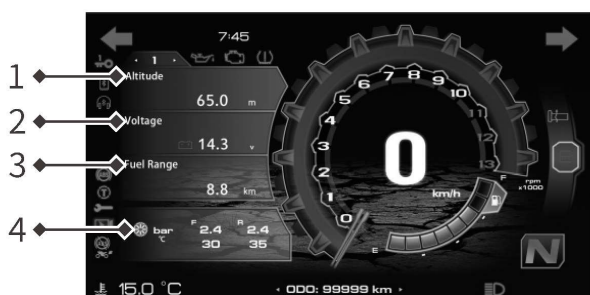 7:45
1
1
Altitude
65.0 m
2
Voltage
14.3 v
3
Fuel Range
8.8 km
4
bar
°C
F R
2.4 2.4
30 35
0
1
2
3
4
5
6
7
8
9
10
11
12
13
rpm
x1000
0
km/h
F
E
N
15.0 °C
ODO: 99999 km